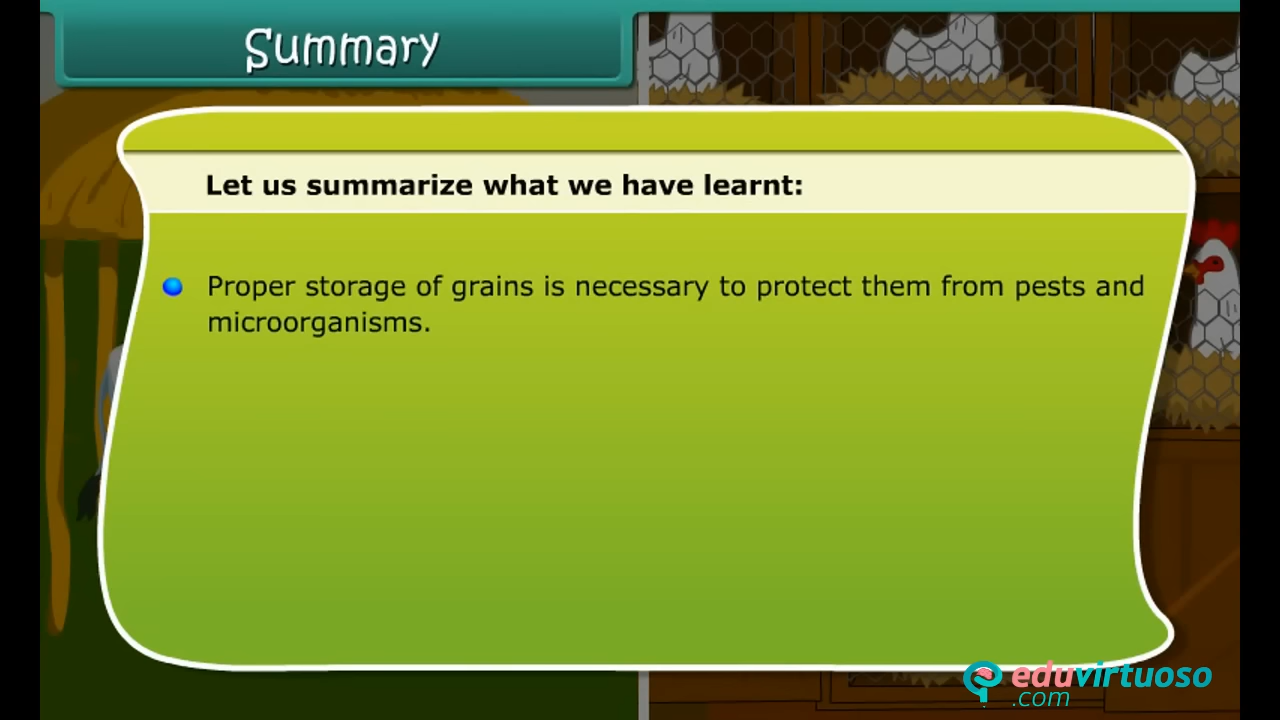 Summary
Let us summarize what we have learnt:
Proper storage of grains is necessary to protect them from pests and
microorganisms.
eduvirtuoso
.com